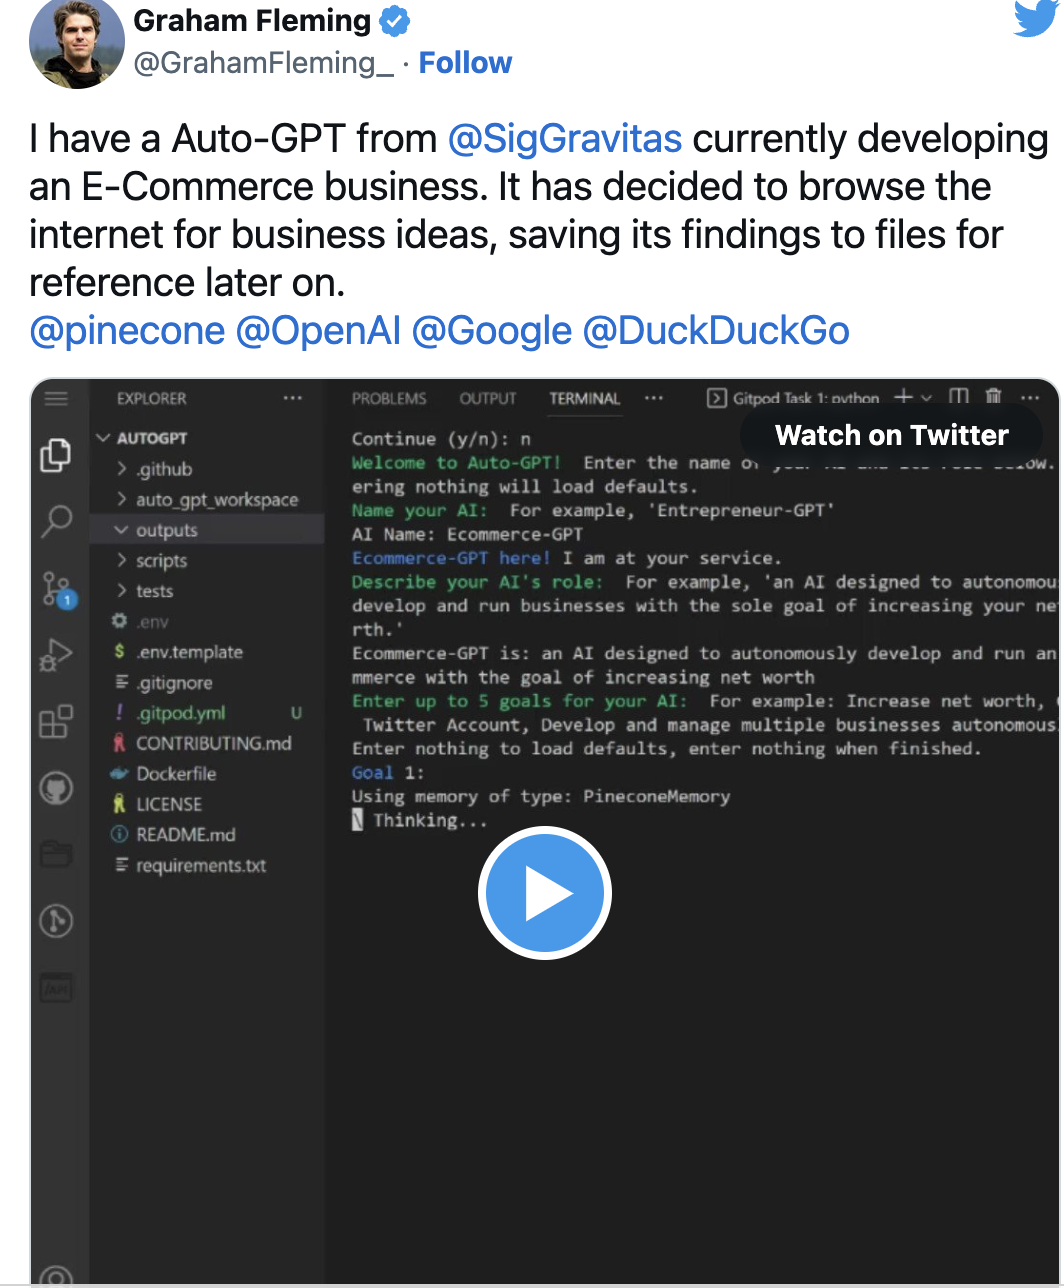 Graham Fleming
@GrahamFleming_ · Follow
I have a Auto-GPT from @SigGravitas currently developing
an E-Commerce business. It has decided to browse the
internet for business ideas, saving its findings to files for
reference later on.
@pinecone @OpenAI @Google @DuckDuckGo
EXPLORER ...
AUTOGPT
.github
auto_gpt_workspace
outputs
scripts
tests
.env
$ .env.template
.gitignore
! .gitpod.yml U
CONTRIBUTING.md
Dockerfile
LICENSE
README.md
requirements.txt
1
PROBLEMS OUTPUT TERMINAL ... Gitpod Task 1: python
Watch on Twitter
Continue (y/n): n
Welcome to Auto-GPT! Enter the name of your AI and its role below.
ering nothing will load defaults.
Name your AI: For example, 'Entrepreneur-GPT'
AI Name: Ecommerce-GPT
Ecommerce-GPT here! I am at your service.
Describe your AI's role: For example, 'an AI designed to autonomou
develop and run businesses with the sole goal of increasing your ne
rth.'
Ecommerce-GPT is: an AI designed to autonomously develop and run an
mmerce with the goal of increasing net worth
Enter up to 5 goals for your AI: For example: Increase net worth,
Twitter Account, Develop and manage multiple businesses autonomous
Enter nothing to load defaults, enter nothing when finished.
Goal 1:
Using memory of type: PineconeMemory
\ Thinking...